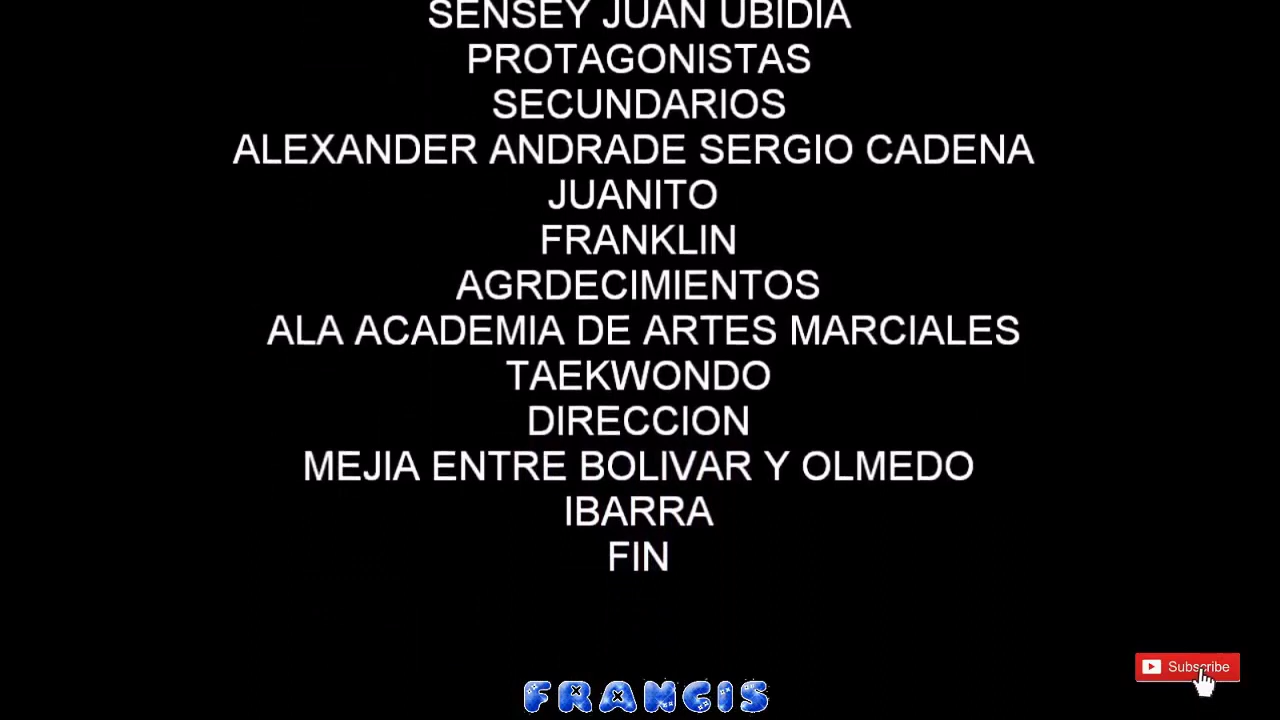 SENSEY JUAN UBIDIA
PROTAGONISTAS
SECUNDARIOS
ALEXANDER ANDRADE SERGIO CADENA
JUANITO
FRANKLIN
AGRDECIMIENTOS
ALA ACADEMIA DE ARTES MARCIALES
TAEKWONDO
DIRECCION
MEJIA ENTRE BOLIVAR Y OLMEDO
IBARRA
FIN
Subscribe
FRANCIS